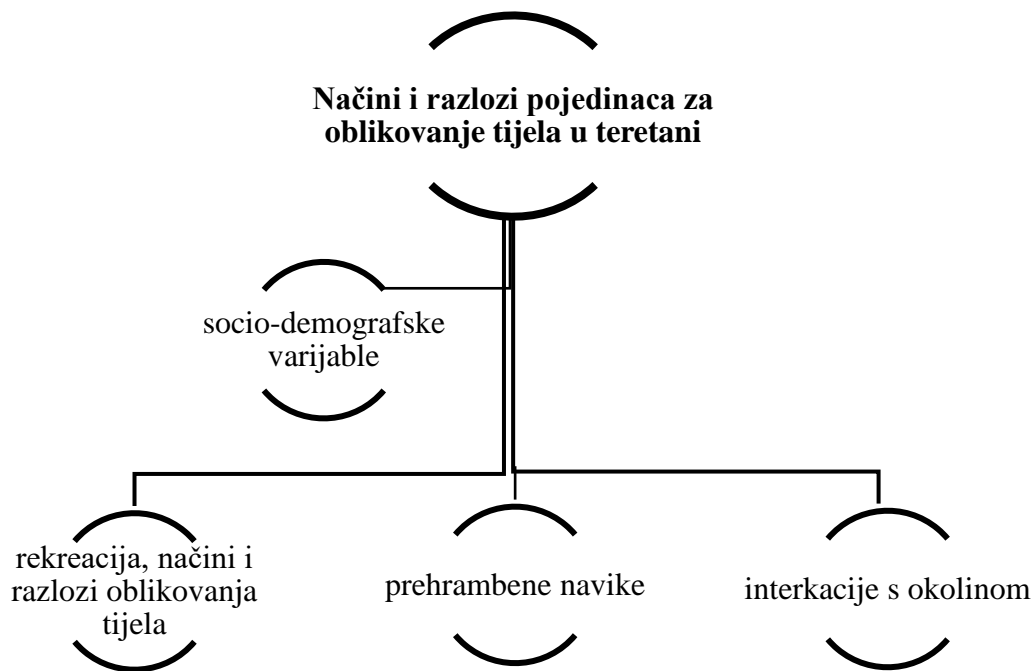 Načini i razlozi pojedinaca za
oblikovanje tijela u teretani
socio-demografske
varijable
rekreacija, načini i
razlozi oblikovanja
tijela
prehrambene navike
interkacije s okolinom